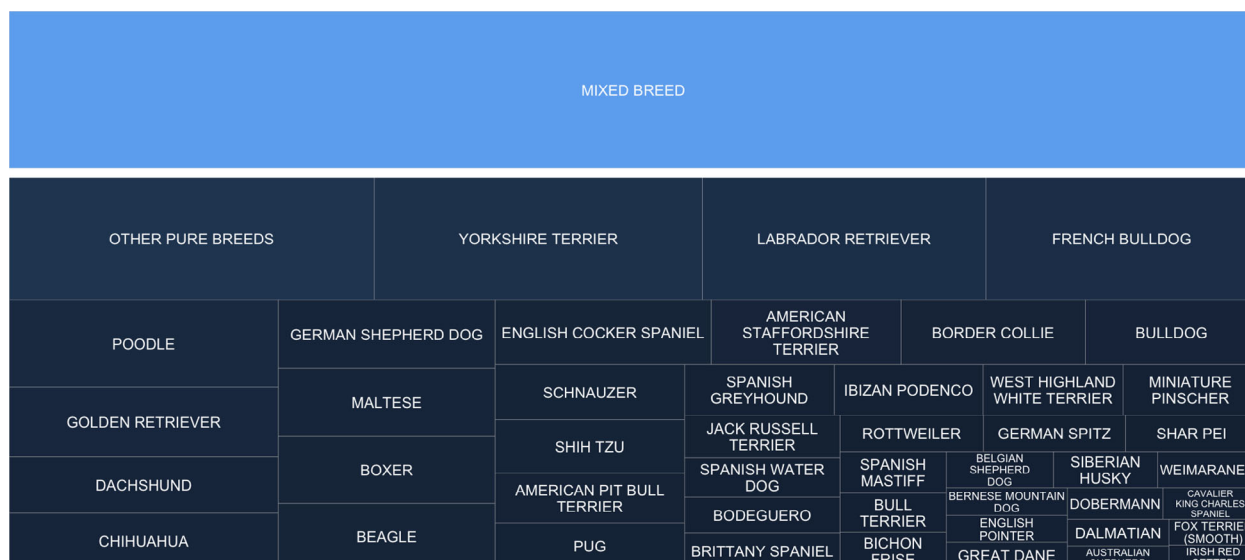 MIXED BREED
OTHER PURE BREEDS
YORKSHIRE TERRIER
LABRADOR RETRIEVER
FRENCH BULLDOG
POODLE
GERMAN SHEPHERD DOG
ENGLISH COCKER SPANIEL
AMERICAN
STAFFORDSHIRE
TERRIER
BORDER COLLIE
BULLDOG
GOLDEN RETRIEVER
MALTESE
SCHNAUZER
SPANISH
GREYHOUND
IBIZAN PODENCO
WEST HIGHLAND
WHITE TERRIER
MINIATURE
PINSCHER
SHIH TZU
JACK RUSSELL
TERRIER
ROTTWEILER
GERMAN SPITZ
SHAR PEI
DACHSHUND
BOXER
AMERICAN PIT BULL
TERRIER
SPANISH WATER
DOG
SPANISH
MASTIFF
BELGIAN
SHEPHERD
DOG
SIBERIAN
HUSKY
WEIMARANE
BODEGUERO
BULL
TERRIER
BERNESE MOUNTAIN
DOG
DOBERMANN
CAVALIER
KING CHARLES
SPANIEL
CHIHUAHUA
BEAGLE
PUG
BRITTANY SPANIEL
BICHON
FRISE
ENGLISH
POINTER
DALMATIAN
FOX TERRIE
(SMOOTH)
GREAT DANE
AUSTRALIAN
IRISH RED